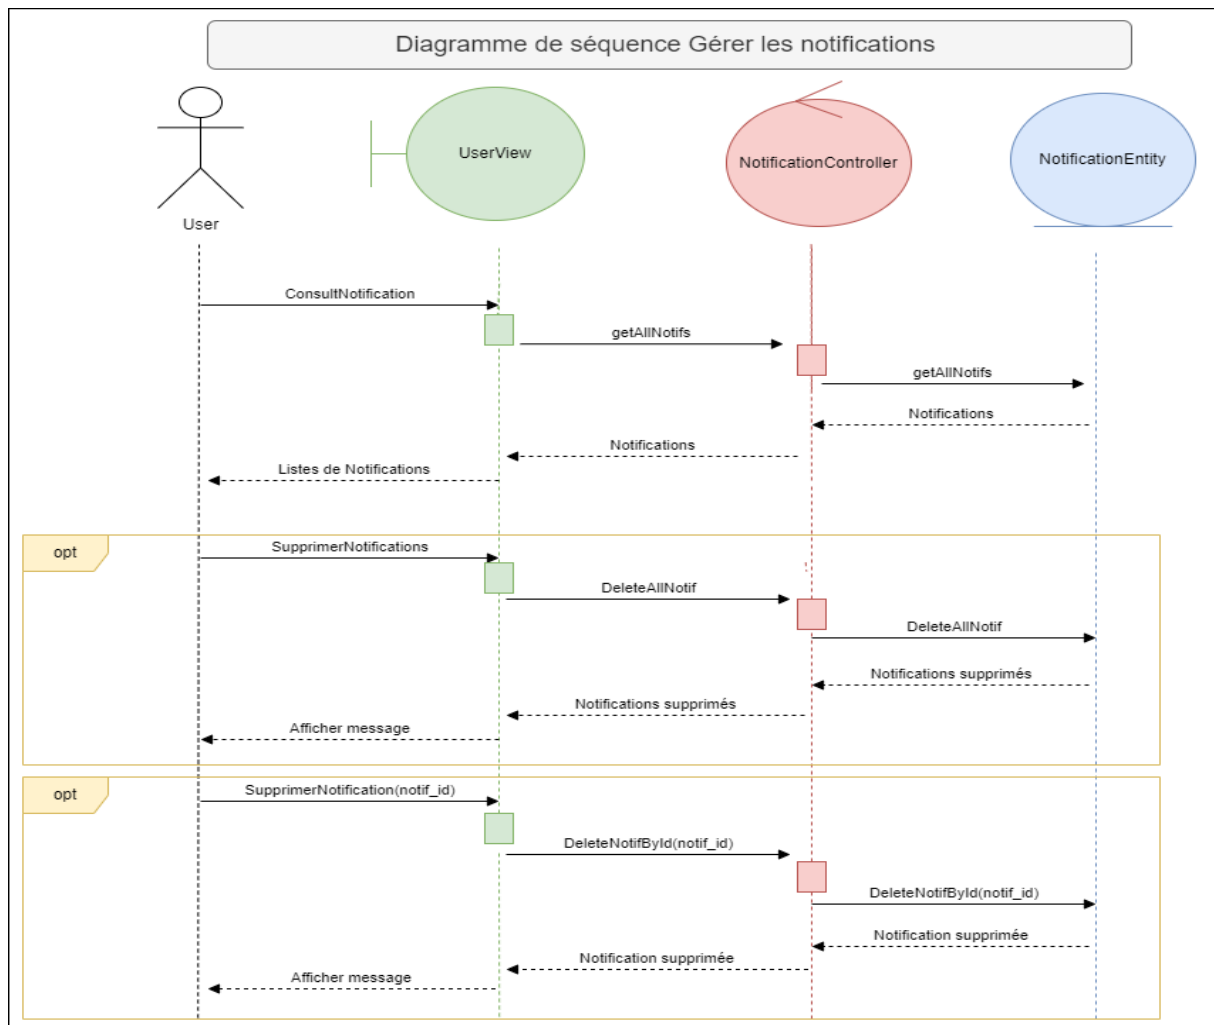 Diagramme de séquence Gérer les notifications
User
UserView
NotificationController
NotificationEntity
ConsultNotification
getAllNotifs
getAllNotifs
Notifications
Notifications
Listes de Notifications
opt
SupprimerNotifications
DeleteAllNotif
DeleteAllNotif
Notifications supprimés
Notifications supprimés
Afficher message
opt
SupprimerNotification(notif_id)
DeleteNotifById(notif_id)
DeleteNotifById(notif_id)
Notification supprimée
Notification supprimée
Afficher message